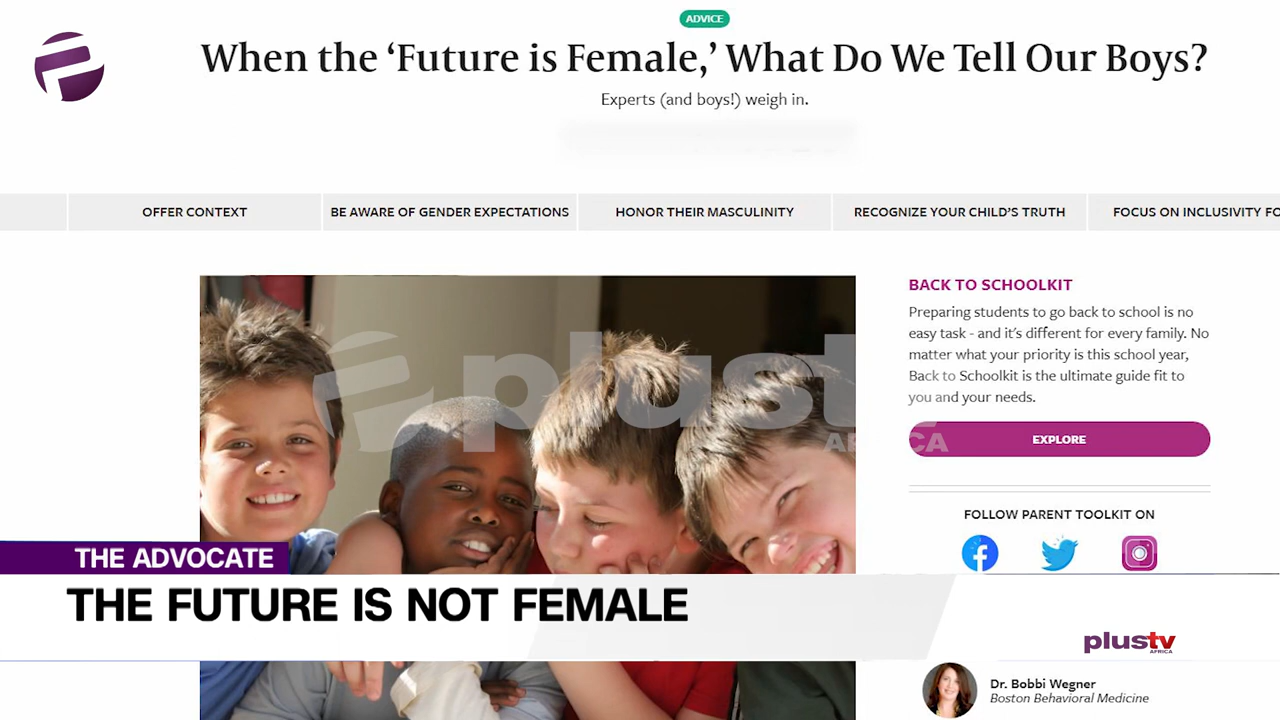 ADVICE
When the ‘Future is Female,’ What Do We Tell Our Boys?
Experts (and boys!) weigh in.
OFFER CONTEXT
BE AWARE OF GENDER EXPECTATIONS
HONOR THEIR MASCULINITY
RECOGNIZE YOUR CHILD'S TRUTH
FOCUS ON INCLUSIVITY FO
BACK TO SCHOOLKIT
Preparing students to go back to school is no
easy task - and it's different for every family. No
matter what your priority is this school year,
Back to Schoolkit is the ultimate guide fit to
you and your needs.
EXPLORE
plustv
AFRICA
FOLLOW PARENT TOOLKIT ON
THE ADVOCATE
THE FUTURE IS NOT FEMALE
plustv
AFRICA
Dr. Bobbi Wegner
Boston Behavioral Medicine